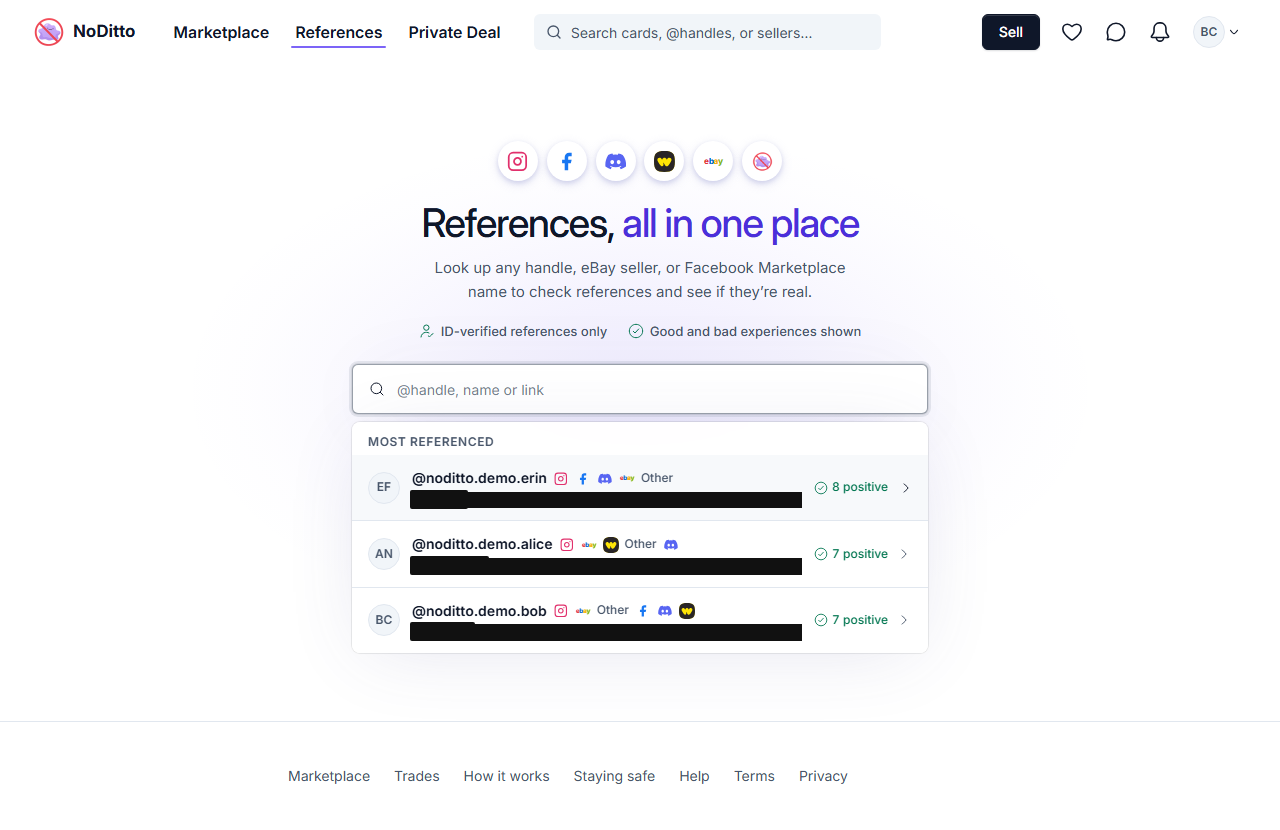 NoDitto
Marketplace
References
Private Deal
Search cards, @handles, or sellers...
Sell
BC
ebay
References, all in one place
Look up any handle, eBay seller, or Facebook Marketplace
name to check references and see if they’re real.
ID-verified references only
Good and bad experiences shown
@handle, name or link
MOST REFERENCED
EF
@noditto.demo.erin
ebay
Other
8 positive
AN
@noditto.demo.alice
ebay
Other
7 positive
BC
@noditto.demo.bob
ebay
Other
7 positive
Marketplace
Trades
How it works
Staying safe
Help
Terms
Privacy